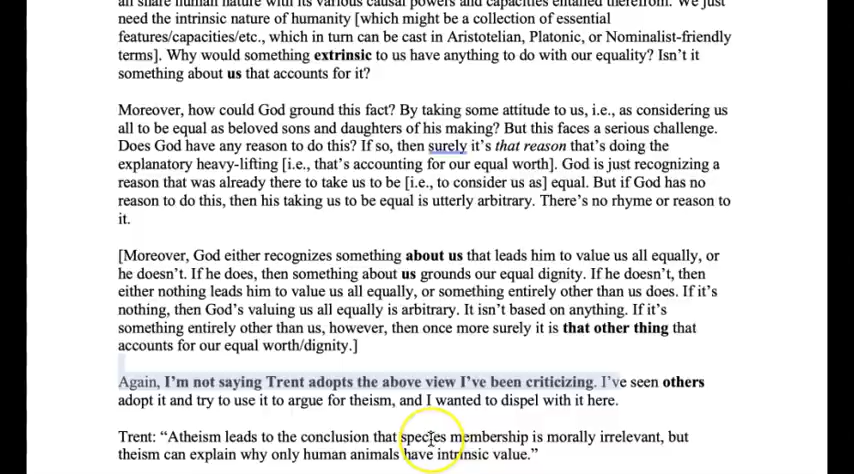 all share human nature with its various causal powers and capacities entailed therefrom. We just
need the intrinsic nature of humanity [which might be a collection of essential
features/capacities/etc., which in turn can be cast in Aristotelian, Platonic, or Nominalist-friendly
terms]. Why would something extrinsic to us have anything to do with our equality? Isn't it
something about us that accounts for it?
Moreover, how could God ground this fact? By taking some attitude to us, i.e., as considering us
all to be equal as beloved sons and daughters of his making? But this faces a serious challenge.
Does God have any reason to do this? If so, then surely it's that reason that's doing the
explanatory heavy-lifting [i.e., that's accounting for our equal worth]. God is just recognizing a
reason that was already there to take us to be [i.e., to consider us as] equal. But if God has no
reason to do this, then his taking us to be equal is utterly arbitrary. There's no rhyme or reason to
it.
[Moreover, God either recognizes something about us that leads him to value us all equally, or
he doesn't. If he does, then something about us grounds our equal dignity. If he doesn't, then
either nothing leads him to value us all equally, or something entirely other than us does. If it's
nothing, then God's valuing us all equally is arbitrary. It isn't based on anything. If it's
something entirely other than us, however, then once more surely it is that other thing that
accounts for our equal worth/dignity.]
Again, I'm not saying Trent adopts the above view I've been criticizing. I've seen others
adopt it and try to use it to argue for theism, and I wanted to dispel with it here.
Trent: “Atheism leads to the conclusion that species membership is morally irrelevant, but
theism can explain why only human animals have intrinsic value.”